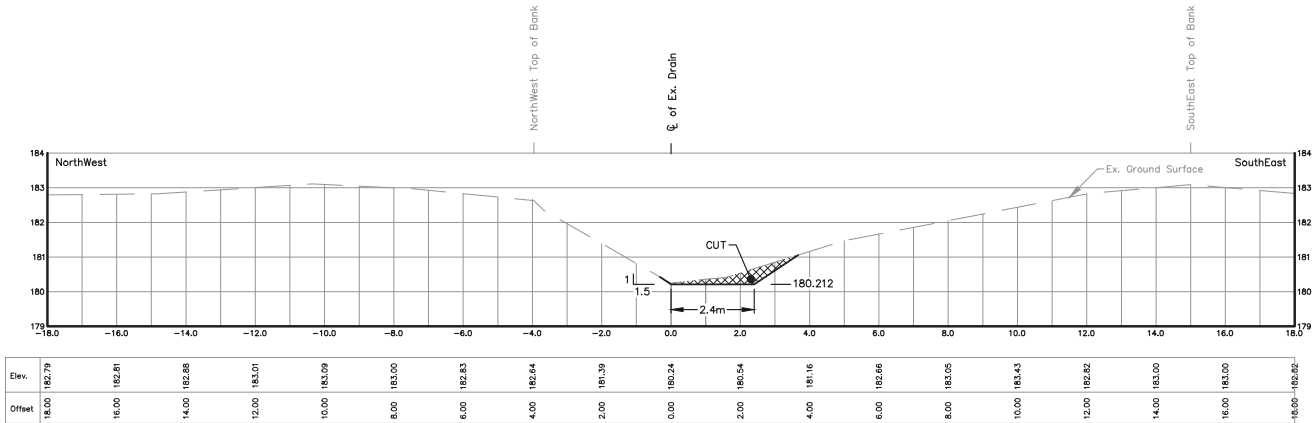 NorthWest Top of Bank
℄ of Ex. Drain
SouthEast Top of Bank
184 184
NorthWest SouthEast
Ex. Ground Surface
183 183
182 182
CUT
181 181
1
1.5
180.212
180 180
2.4m
179 179
-18.0 -16.0 -14.0 -12.0 -10.0 -8.0 -6.0 -4.0 -2.0 0.0 2.0 4.0 6.0 8.0 10.0 12.0 14.0 16.0 18.0
Elev. 182.79 182.81 182.88 183.01 183.09 183.00 182.83 182.64 181.39 180.24 180.54 181.16 182.66 183.05 183.43 182.82 183.00 183.00 182.82
Offset 18.00 16.00 14.00 12.00 10.00 8.00 6.00 4.00 2.00 0.00 2.00 4.00 6.00 8.00 10.00 12.00 14.00 16.00 18.00